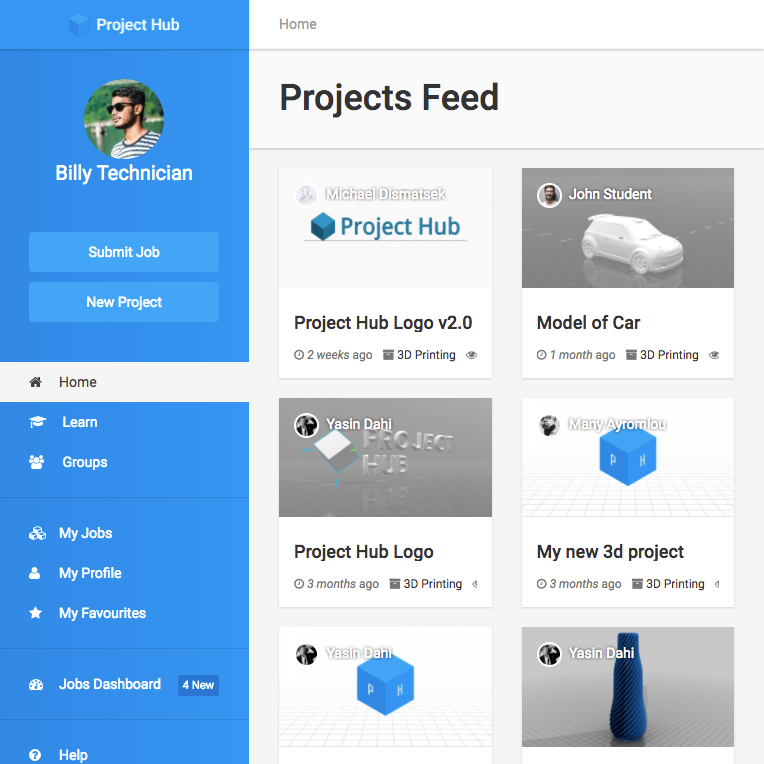 Project Hub
Home
Projects Feed
Billy Technician
Submit Job
New Project
Home
Learn
Groups
My Jobs
My Profile
My Favourites
Jobs Dashboard 4 New
Help
Michael Dismatsek
Project Hub
Project Hub Logo v2.0
2 weeks ago 3D Printing
John Student
Model of Car
1 month ago 3D Printing
Yasin Dahi
PROJECT
HUB
Project Hub Logo
3 months ago 3D Printing
Many Ayromlou
P H
My new 3d project
3 months ago 3D Printing
Yasin Dahi
P H
Yasin Dahi